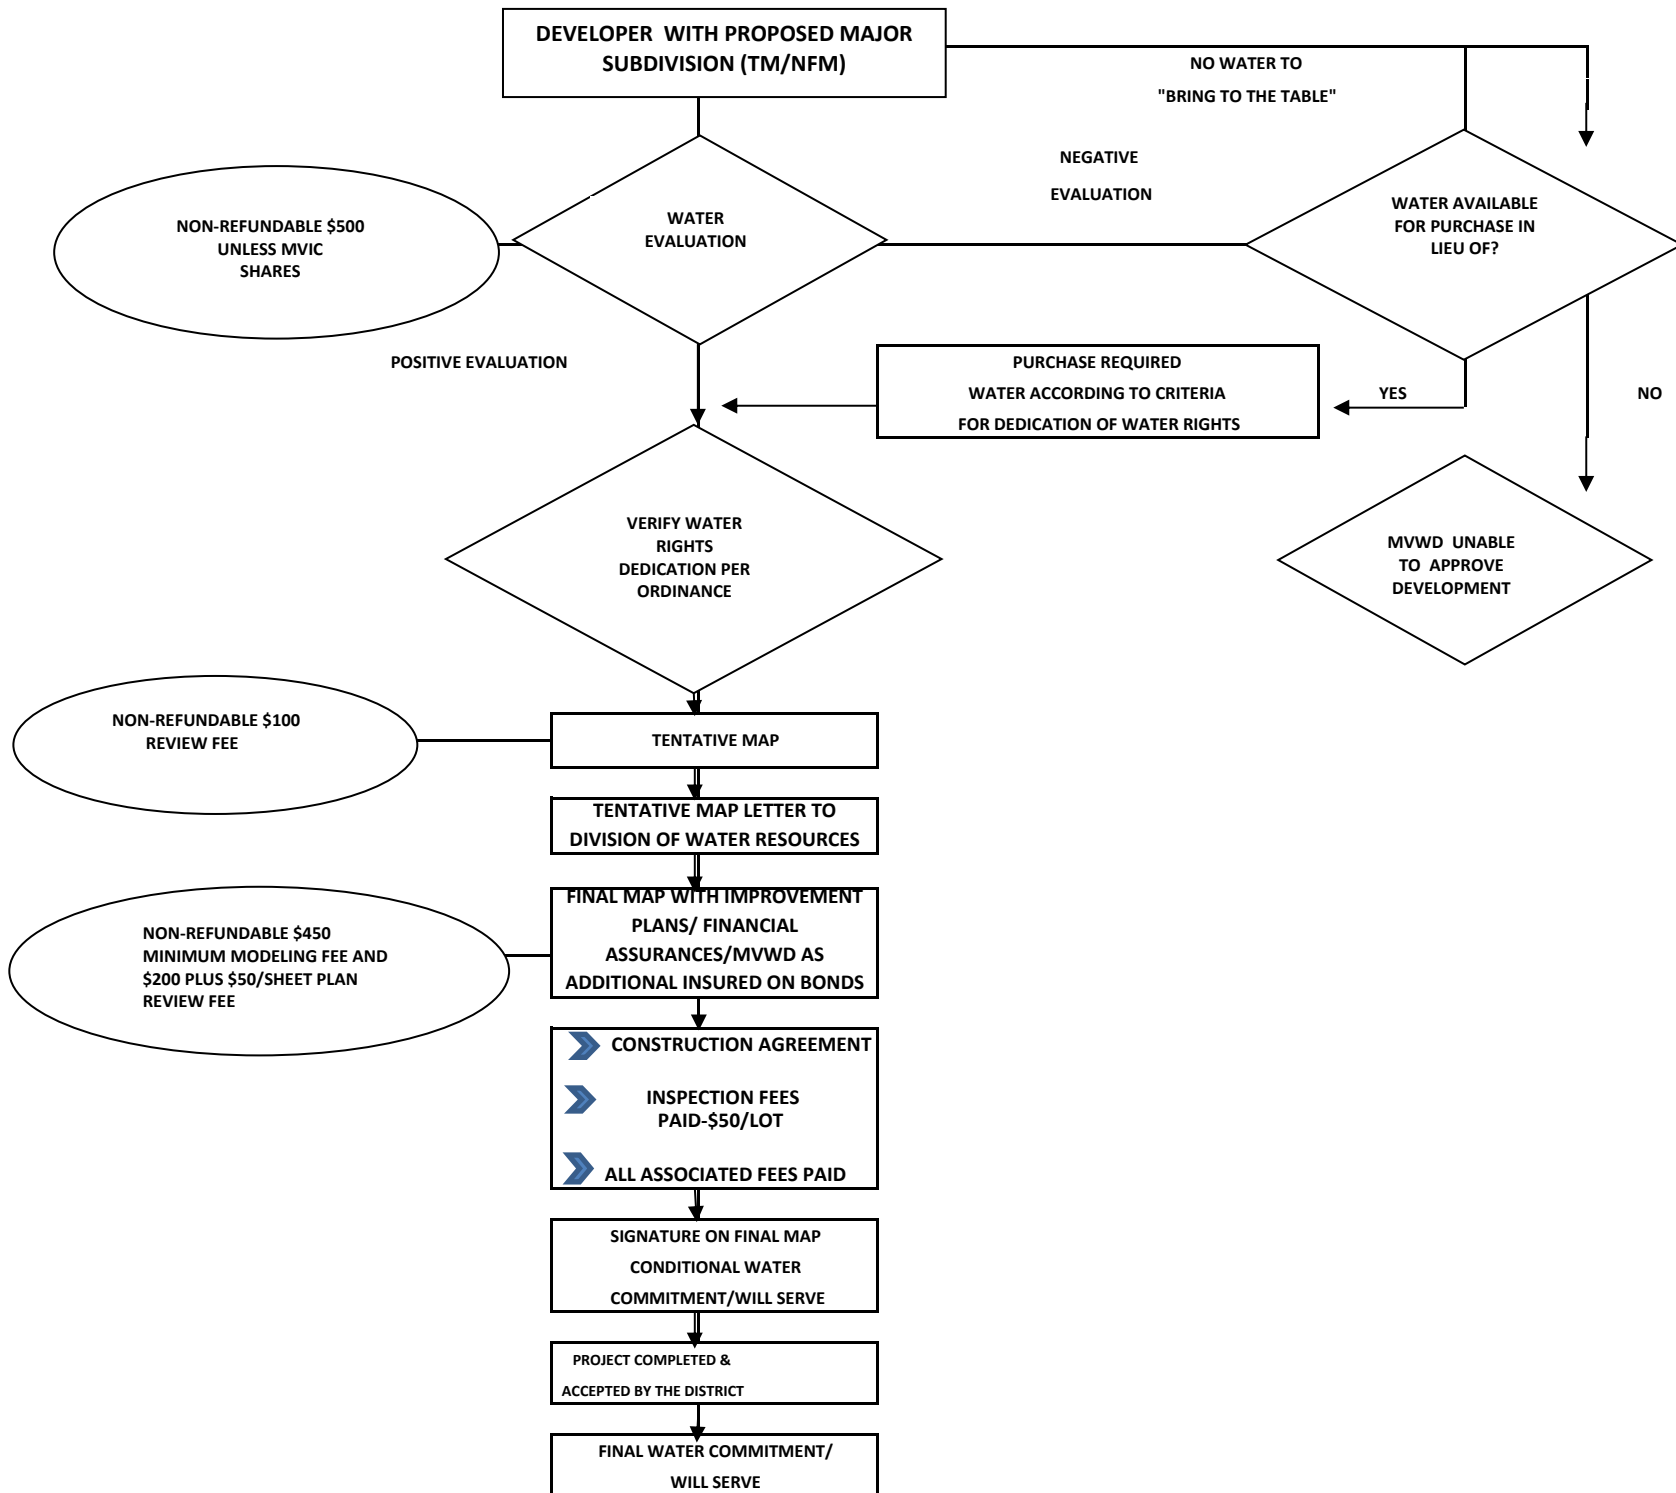 DEVELOPER WITH PROPOSED MAJOR
SUBDIVISION (TM/NFM)
NO WATER TO
"BRING TO THE TABLE"
NEGATIVE
EVALUATION
NON-REFUNDABLE $500
UNLESS MVIC
SHARES
WATER
EVALUATION
WATER AVAILABLE
FOR PURCHASE IN
LIEU OF?
POSITIVE EVALUATION
PURCHASE REQUIRED
WATER ACCORDING TO CRITERIA
FOR DEDICATION OF WATER RIGHTS
YES
NO
VERIFY WATER
RIGHTS
DEDICATION PER
ORDINANCE
MVWD UNABLE
TO APPROVE
DEVELOPMENT
NON-REFUNDABLE $100
REVIEW FEE
TENTATIVE MAP
TENTATIVE MAP LETTER TO
DIVISION OF WATER RESOURCES
FINAL MAP WITH IMPROVEMENT
PLANS/ FINANCIAL
ASSURANCES/MVWD AS
ADDITIONAL INSURED ON BONDS
NON-REFUNDABLE $450
MINIMUM MODELING FEE AND
$200 PLUS $50/SHEET PLAN
REVIEW FEE
CONSTRUCTION AGREEMENT
INSPECTION FEES
PAID-$50/LOT
ALL ASSOCIATED FEES PAID
SIGNATURE ON FINAL MAP
CONDITIONAL WATER
COMMITMENT/WILL SERVE
PROJECT COMPLETED &
ACCEPTED BY THE DISTRICT
FINAL WATER COMMITMENT/
WILL SERVE